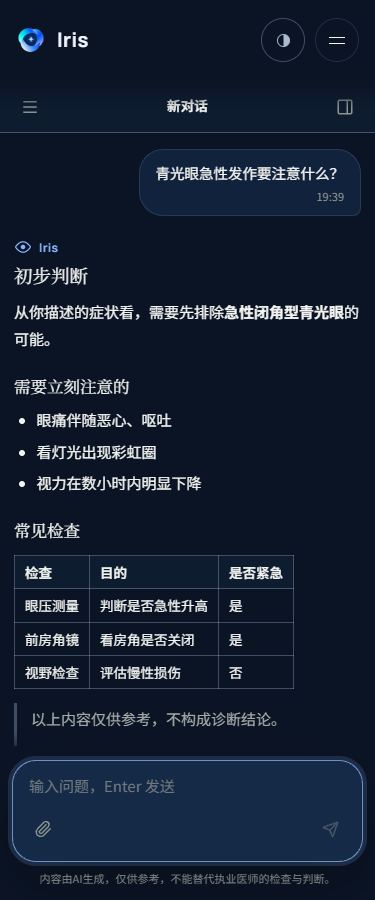 Iris
新对话
青光眼急性发作要注意什么？
19:39
Iris
初步判断
从你描述的症状看，需要先排除急性闭角型青光眼的
可能。
需要立刻注意的
眼痛伴随恶心、呕吐
看灯光出现彩虹圈
视力在数小时内明显下降
常见检查
检查 目的 是否紧急
眼压测量 判断是否急性升高 是
前房角镜 看房角是否关闭 是
视野检查 评估慢性损伤 否
以上内容仅供参考，不构成诊断结论。
输入问题，Enter 发送
内容由AI生成，仅供参考，不能替代执业医师的检查与判断。